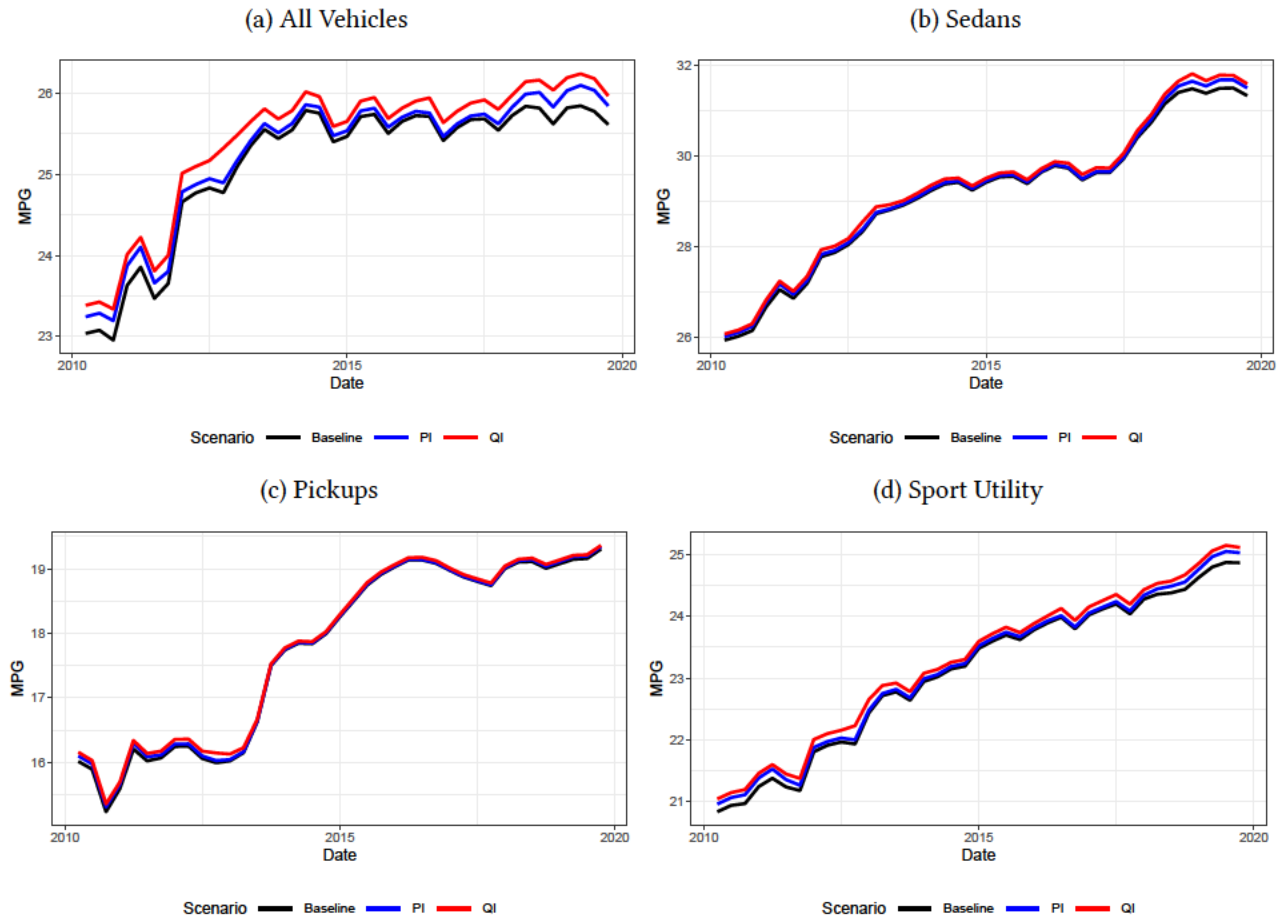 (a) All Vehicles
(b) Sedans
26
25
24
23
MPG
2010
2015
2020
Date
Scenario Baseline PI QI
32
30
28
26
MPG
2010
2015
2020
Date
Scenario Baseline PI QI
(c) Pickups
(d) Sport Utility
19
18
17
16
MPG
2010
2015
2020
Date
Scenario Baseline PI QI
25
24
23
22
21
MPG
2010
2015
2020
Date
Scenario Baseline PI QI